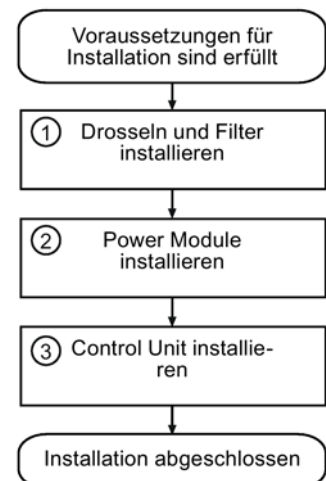 Voraussetzungen für
Installation sind erfüllt
① Drosseln und Filter
installieren
② Power Module
installieren
③ Control Unit installie-
ren
Installation abgeschlossen